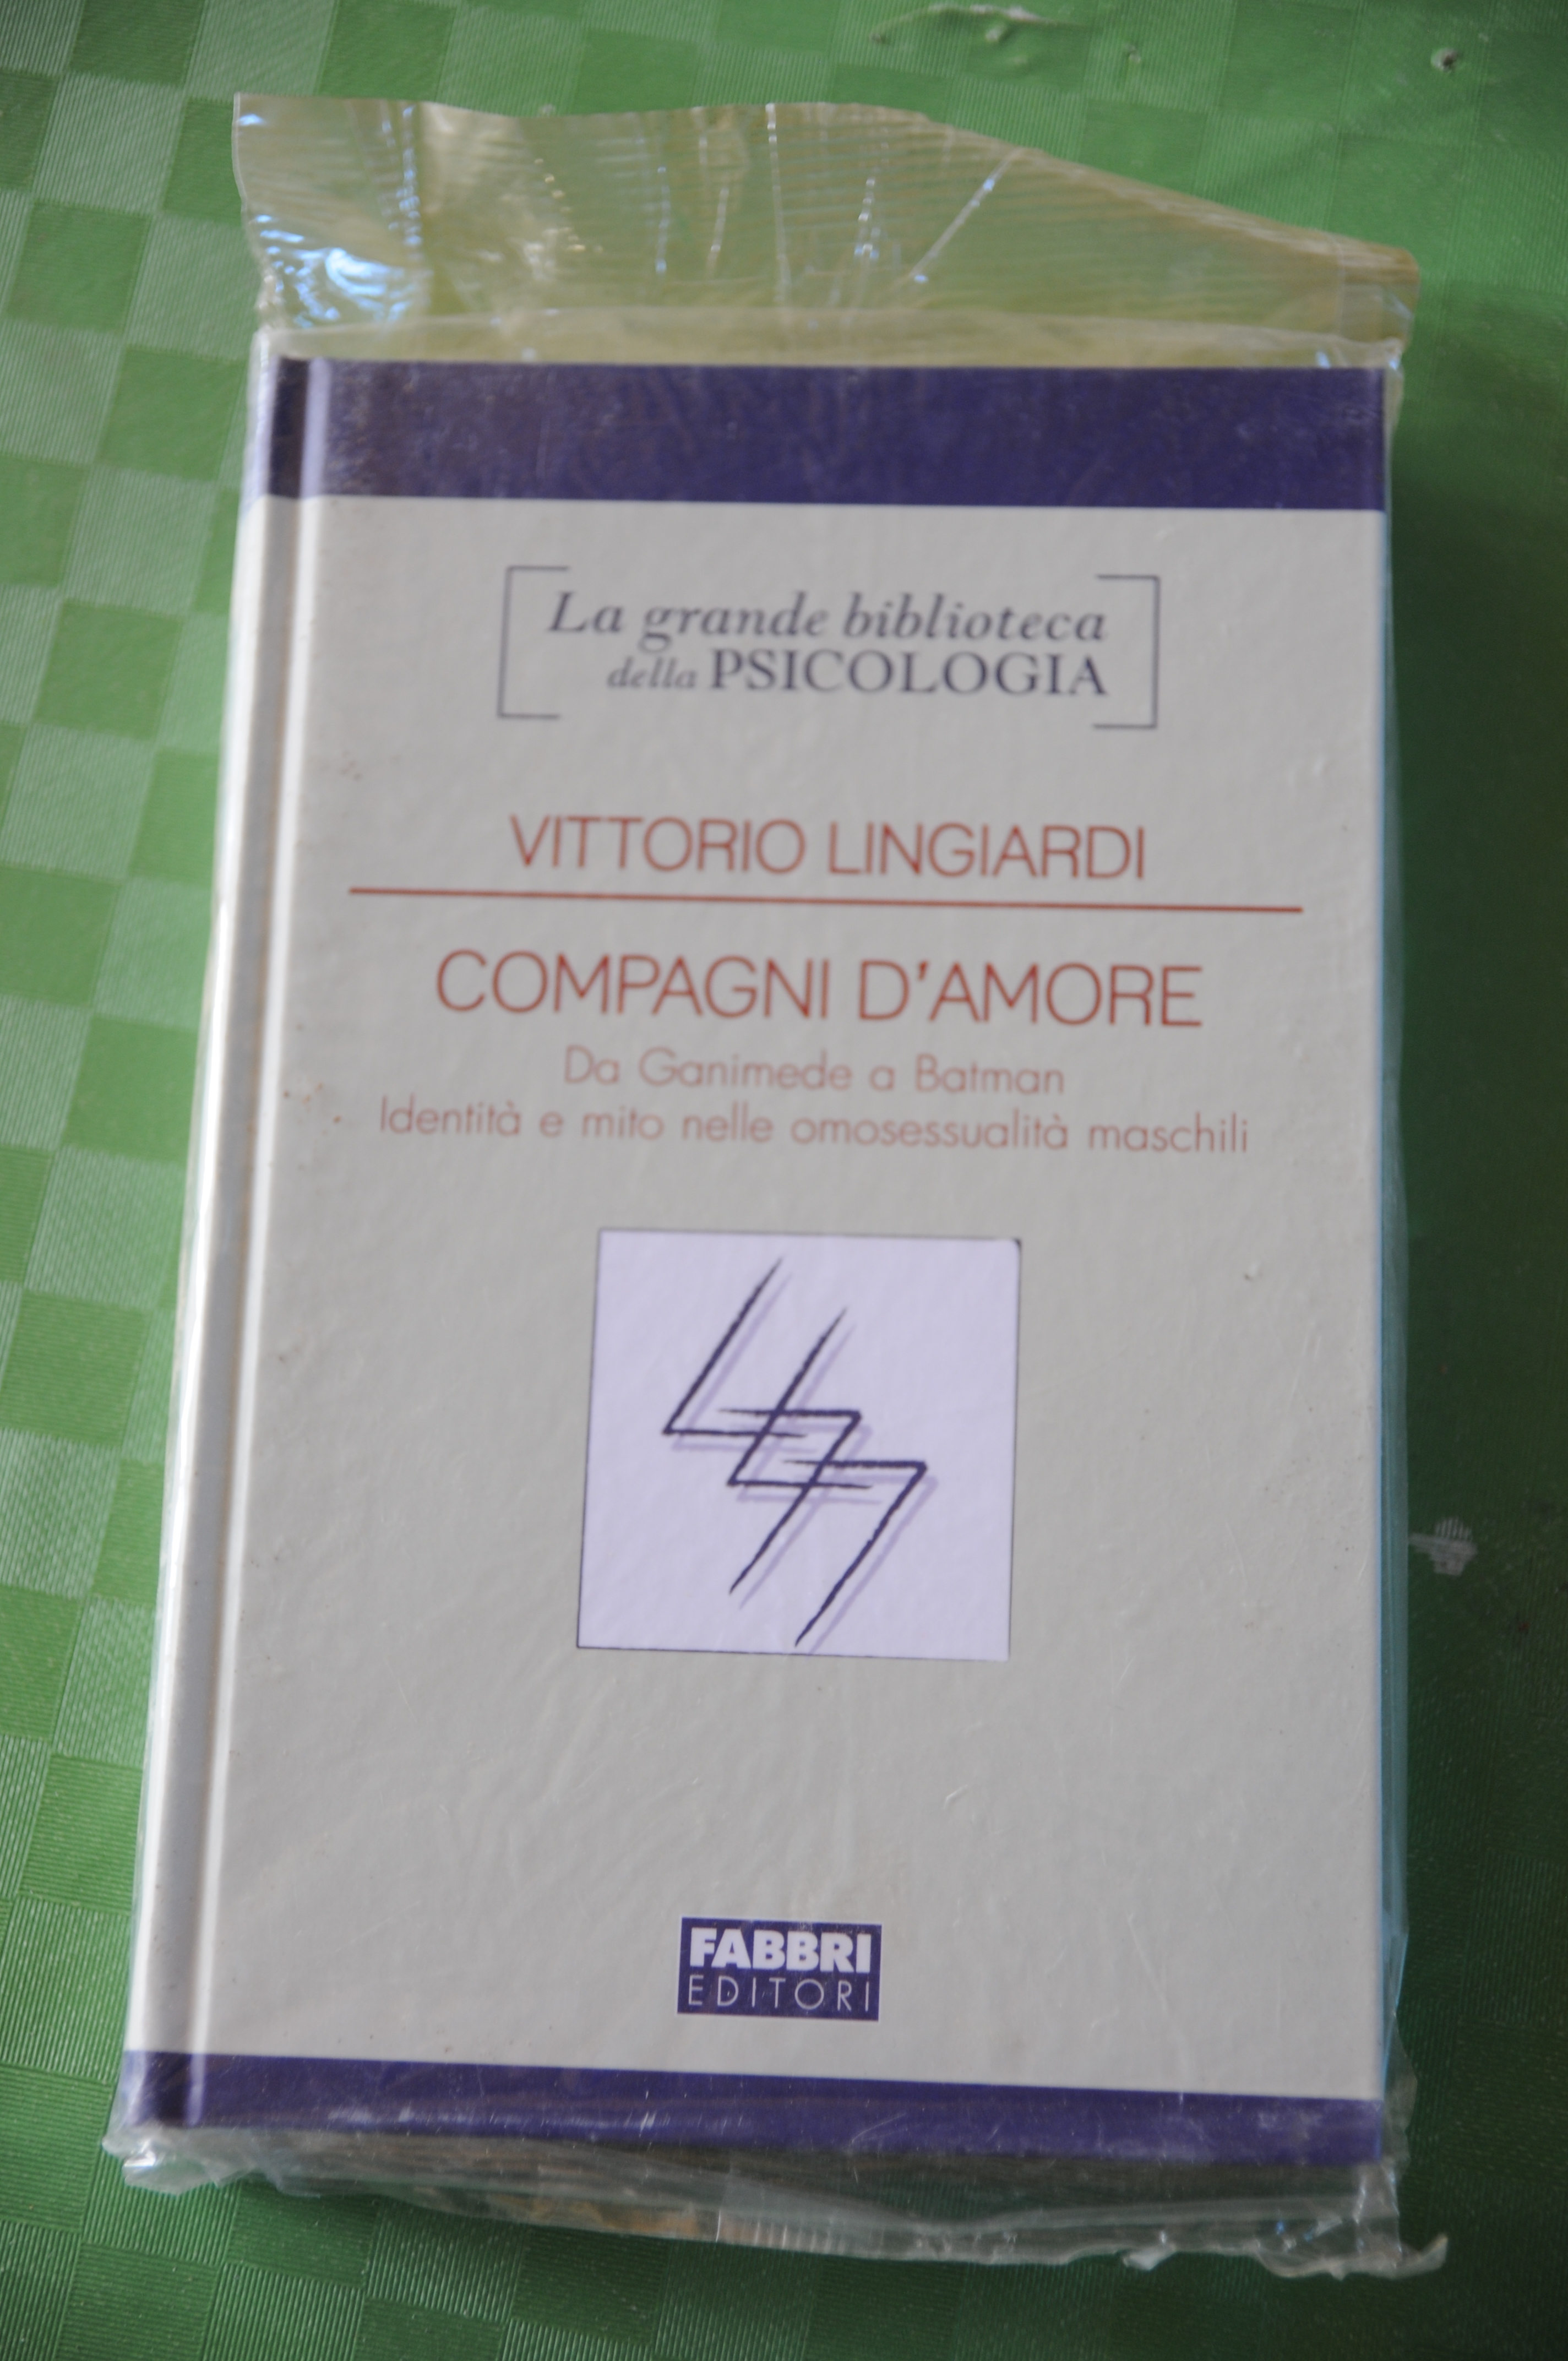 La grande biblioteca
della PSICOLOGIA
VITTORIO LINGIARDI
COMPAGNI D'AMORE
Da Ganimede a Batman
Identità e mito nelle omosessualità maschili
FABBRI
EDITORI